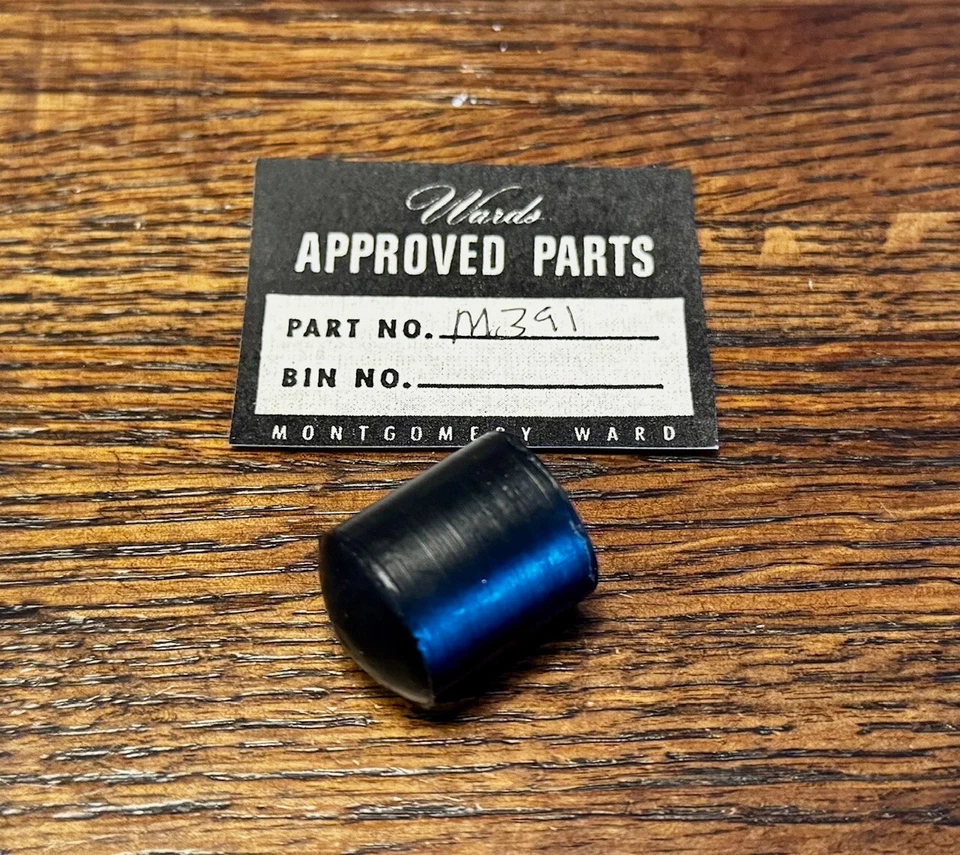 Wards
APPROVED PARTS
PART NO. M391
BIN NO.
MONTGOMERY WARD